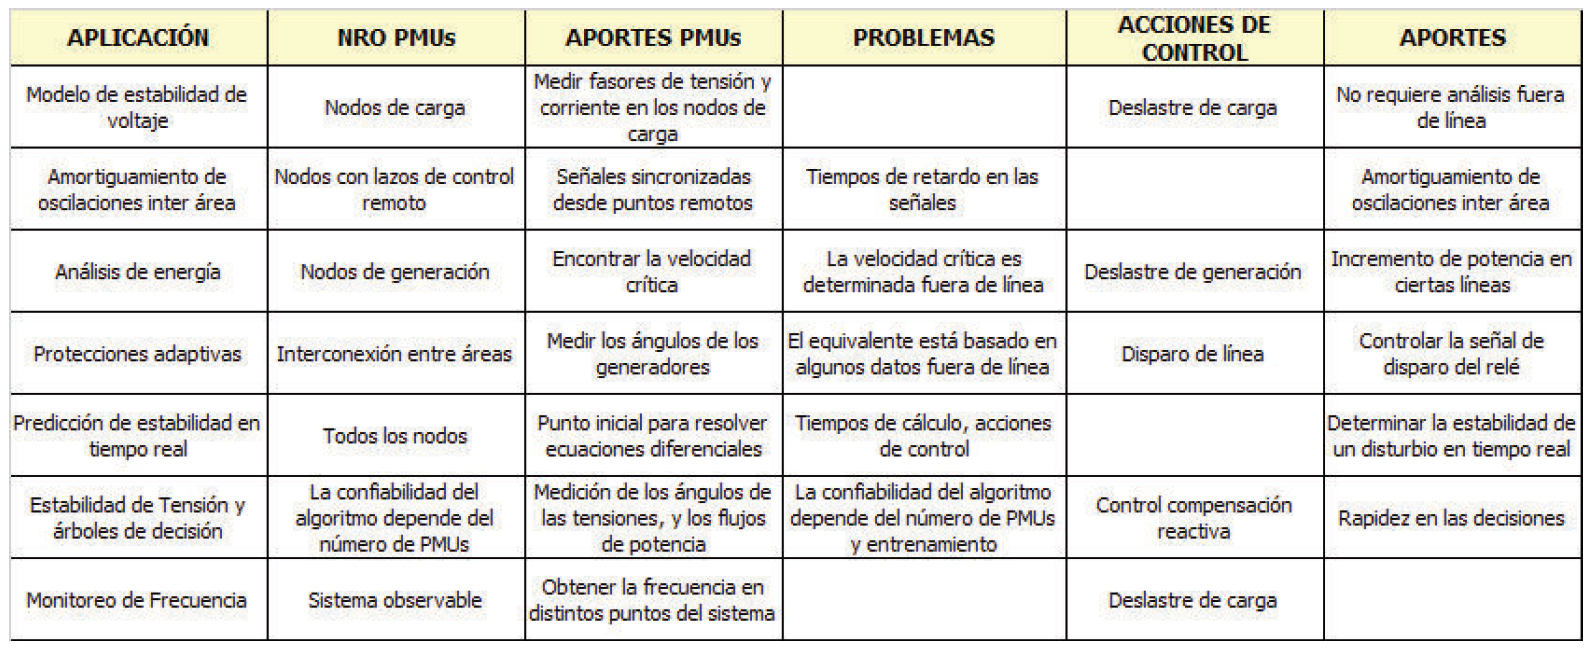 APLICACIÓN
NRO PMUs
APORTES PMUs
PROBLEMAS
ACCIONES DE
CONTROL
APORTES
Modelo de estabilidad de
voltaje
Nodos de carga
Medir fasores de tensión y
corriente en los nodos de
carga
Deslastre de carga
No requiere análisis fuera
de línea
Amortiguamiento de
oscilaciones inter área
Nodos con lazos de control
remoto
Señales sincronizadas
desde puntos remotos
Tiempos de retardo en las
señales
Amortiguamiento de
oscilaciones inter área
Análisis de energía
Nodos de generación
Encontrar la velocidad
crítica
La velocidad crítica es
determinada fuera de línea
Deslastre de generación
Incremento de potencia en
ciertas líneas
Protecciones adaptivas
Interconexión entre áreas
Medir los ángulos de los
generadores
El equivalente está basado en
algunos datos fuera de línea
Disparo de línea
Controlar la señal de
disparo del relé
Predicción de estabilidad en
tiempo real
Todos los nodos
Punto inicial para resolver
ecuaciones diferenciales
Tiempos de cálculo, acciones
de control
Determinar la estabilidad de
un disturbio en tiempo real
Estabilidad de Tensión y
árboles de decisión
La confiabilidad del
algoritmo depende del
número de PMUs
Medición de los ángulos de
las tensiones, y los flujos
de potencia
La confiabilidad del algoritmo
depende del número de PMUs
y entrenamiento
Control compensación
reactiva
Rapidez en las decisiones
Monitoreo de Frecuencia
Sistema observable
Obtener la frecuencia en
distintos puntos del sistema
Deslastre de carga